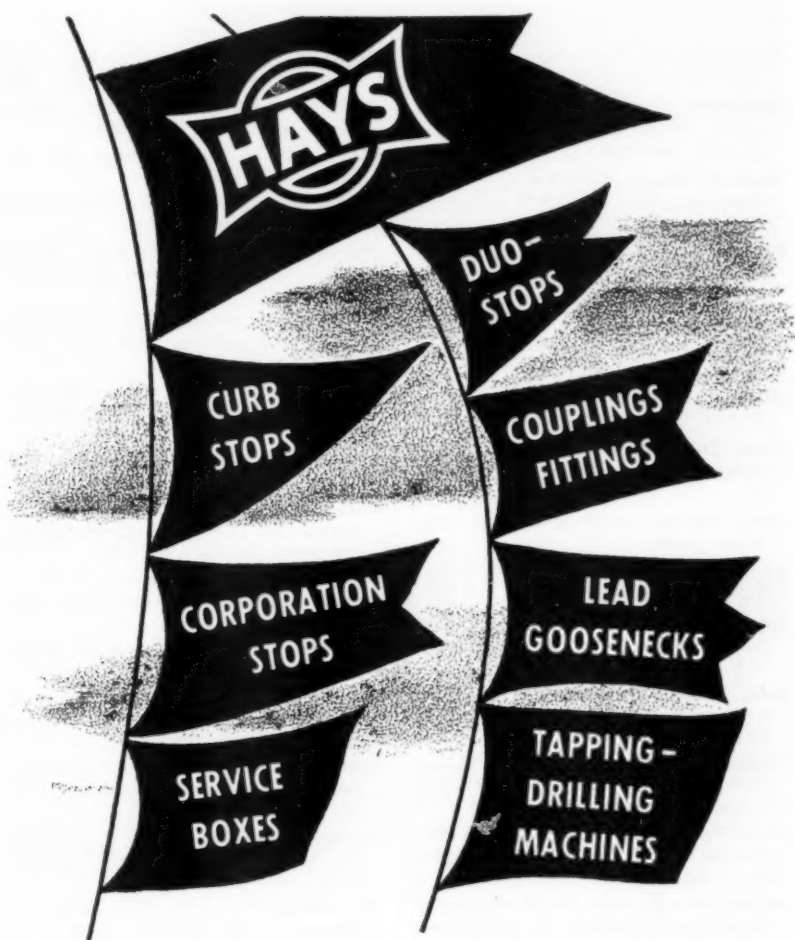 HAYS
DUO-
STOPS
CURB
STOPS
COUPLINGS
FITTINGS
CORPORATION
STOPS
LEAD
GOOSENECKS
SERVICE
BOXES
TAPPING-
DRILLING
MACHINES